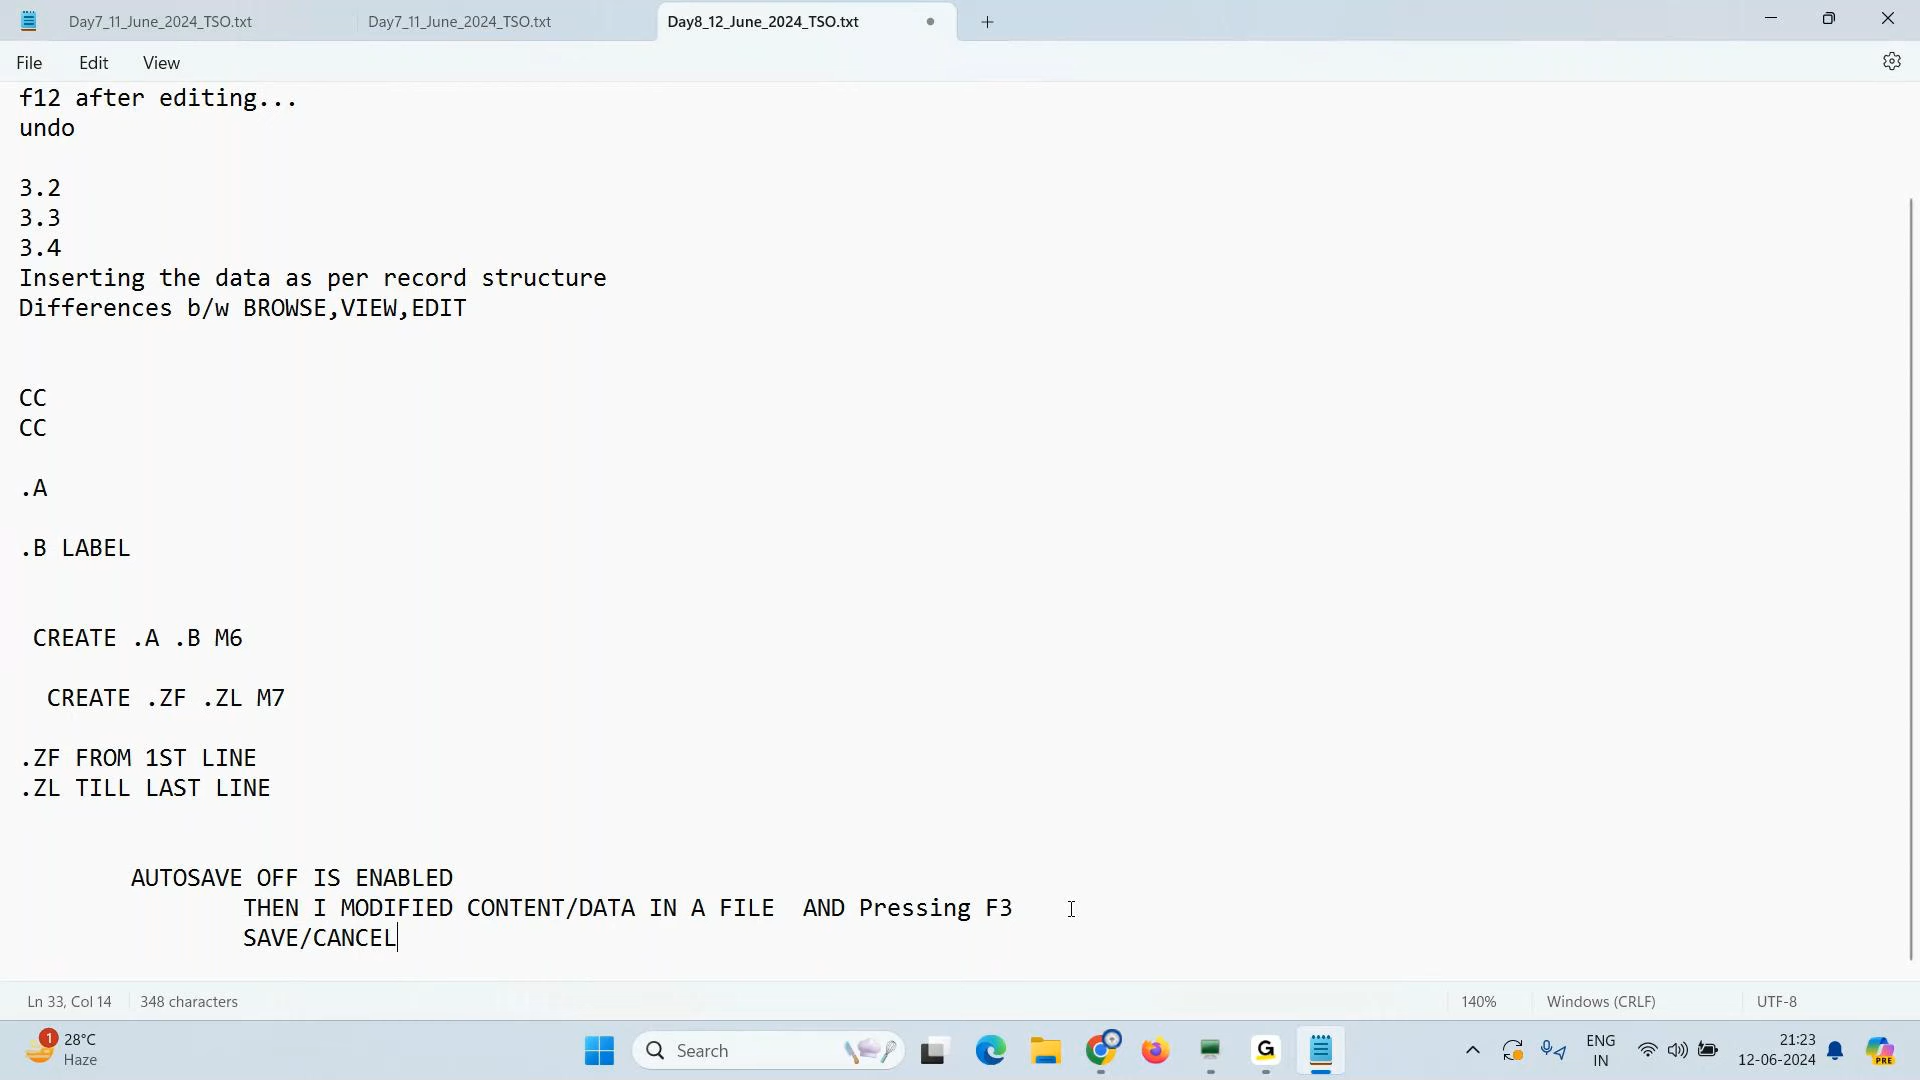 Day7_11_June_2024_TSO.txt
Day7_11_June_2024_TSO.txt
Day8_12_June_2024_TSO.txt
File
Edit
View
f12 after editing...
undo
3.2
3.3
3.4
Inserting the data as per record structure
Differences b/w BROWSE,VIEW,EDIT
CC
CC
.A
.B LABEL
CREATE .A .B M6
CREATE .ZF .ZL M7
.ZF FROM 1ST LINE
.ZL TILL LAST LINE
AUTOSAVE OFF IS ENABLED
THEN I MODIFIED CONTENT/DATA IN A FILE  AND Pressing F3
SAVE/CANCEL
Ln 33, Col 14
348 characters
140%
Windows (CRLF)
UTF-8
1
28°C
Haze
Search
G
ENG
IN
21:23
12-06-2024
PRE